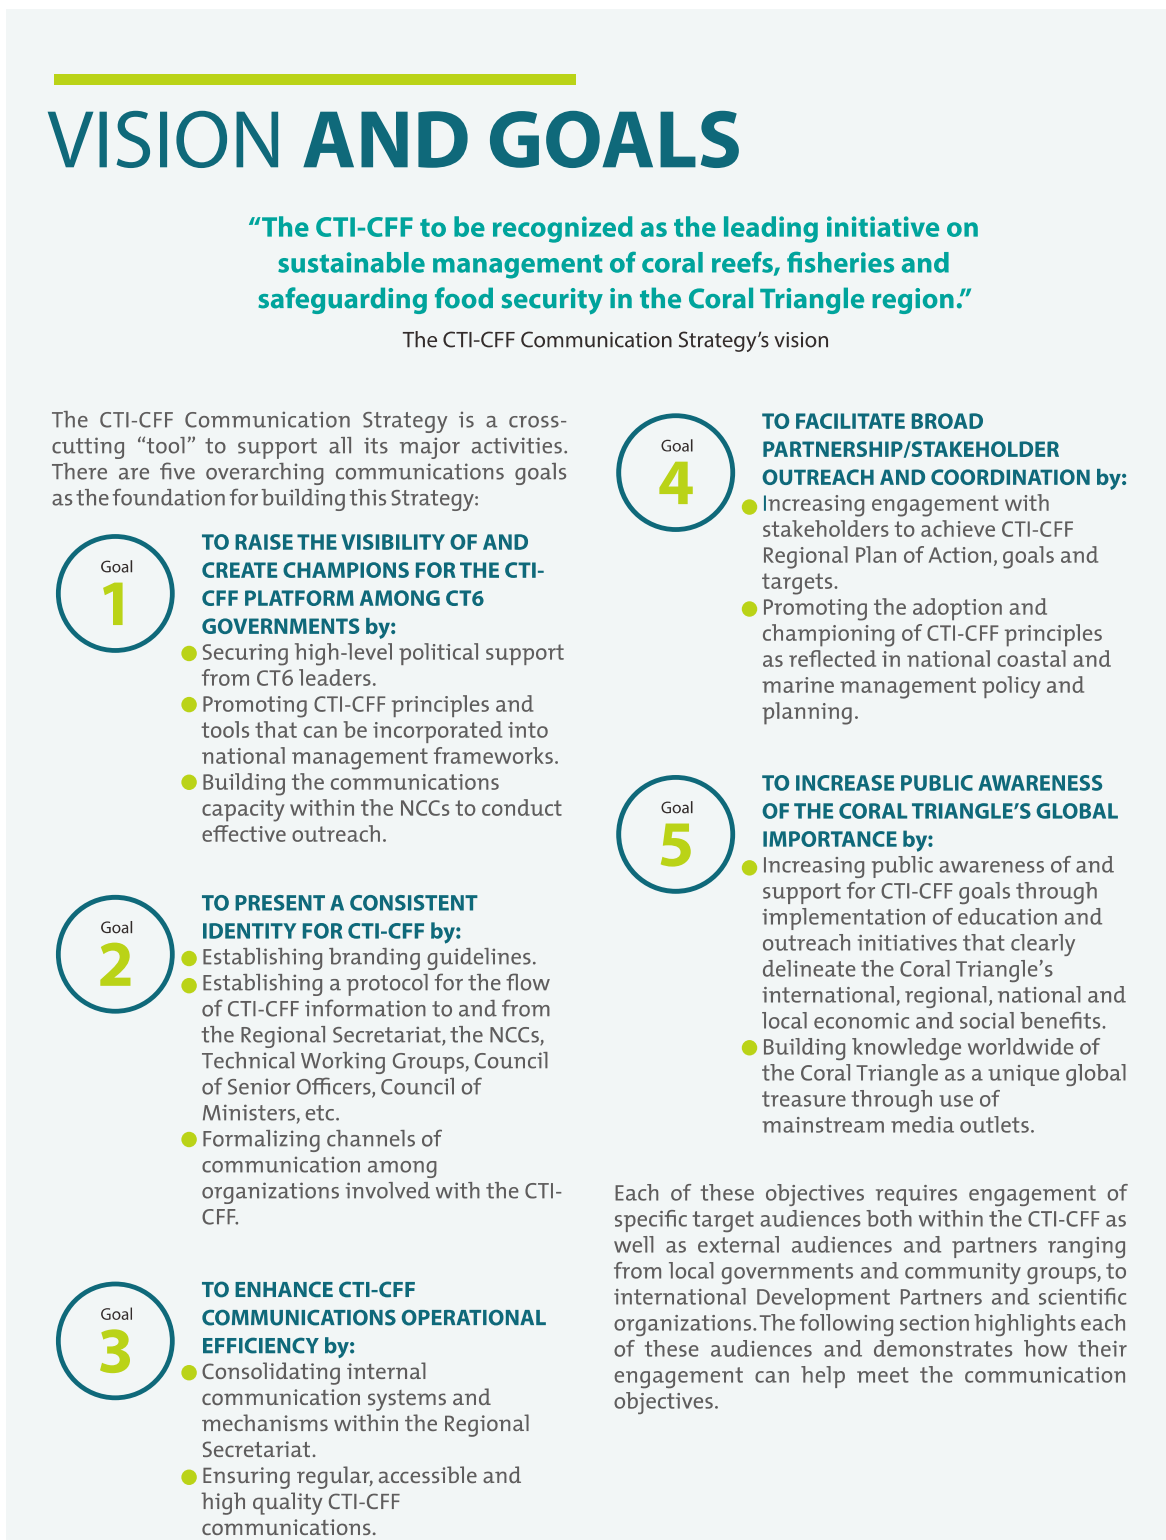 VISION AND GOALS
“The CTI-CFF to be recognized as the leading initiative on
sustainable management of coral reefs, fisheries and
safeguarding food security in the Coral Triangle region.”
The CTI-CFF Communication Strategy’s vision
The CTI-CFF Communication Strategy is a cross-
cutting “tool” to support all its major activities.
There are five overarching communications goals
as the foundation for building this Strategy:
Goal
1
TO RAISE THE VISIBILITY OF AND
CREATE CHAMPIONS FOR THE CTI-
CFF PLATFORM AMONG CT6
GOVERNMENTS by:
Securing high-level political support
from CT6 leaders.
Promoting CTI-CFF principles and
tools that can be incorporated into
national management frameworks.
Building the communications
capacity within the NCCs to conduct
effective outreach.
Goal
2
TO PRESENT A CONSISTENT
IDENTITY FOR CTI-CFF by:
Establishing branding guidelines.
Establishing a protocol for the flow
of CTI-CFF information to and from
the Regional Secretariat, the NCCs,
Technical Working Groups, Council
of Senior Officers, Council of
Ministers, etc.
Formalizing channels of
communication among
organizations involved with the CTI-
CFF.
Goal
3
TO ENHANCE CTI-CFF
COMMUNICATIONS OPERATIONAL
EFFICIENCY by:
Consolidating internal
communication systems and
mechanisms within the Regional
Secretariat.
Ensuring regular, accessible and
high quality CTI-CFF
communications.
Goal
4
TO FACILITATE BROAD
PARTNERSHIP/STAKEHOLDER
OUTREACH AND COORDINATION by:
Increasing engagement with
stakeholders to achieve CTI-CFF
Regional Plan of Action, goals and
targets.
Promoting the adoption and
championing of CTI-CFF principles
as reflected in national coastal and
marine management policy and
planning.
Goal
5
TO INCREASE PUBLIC AWARENESS
OF THE CORAL TRIANGLE’S GLOBAL
IMPORTANCE by:
Increasing public awareness of and
support for CTI-CFF goals through
implementation of education and
outreach initiatives that clearly
delineate the Coral Triangle’s
international, regional, national and
local economic and social benefits.
Building knowledge worldwide of
the Coral Triangle as a unique global
treasure through use of
mainstream media outlets.
Each of these objectives requires engagement of
specific target audiences both within the CTI-CFF as
well as external audiences and partners ranging
from local governments and community groups, to
international Development Partners and scientific
organizations. The following section highlights each
of these audiences and demonstrates how their
engagement can help meet the communication
objectives.